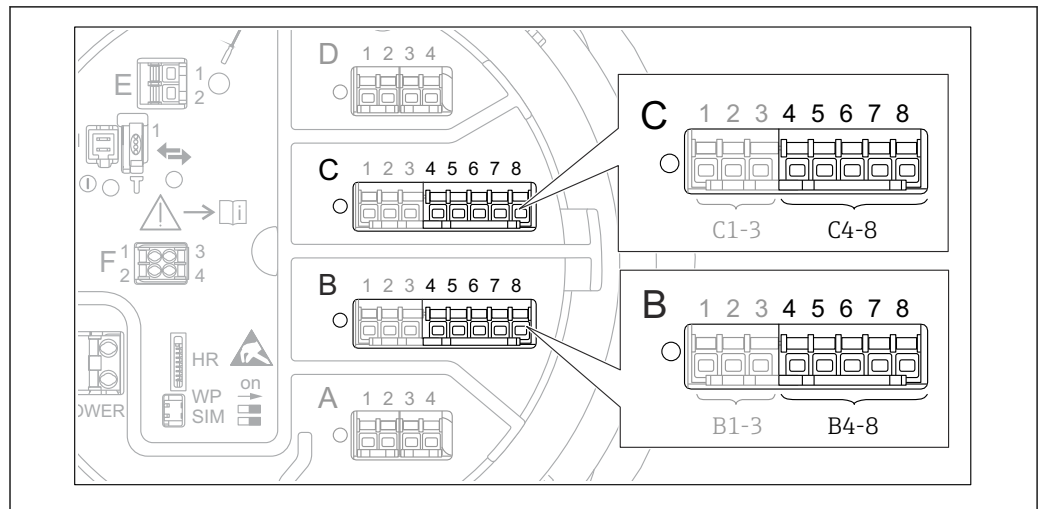 D 1 2 3 4
E 1
2
1
C 1 2 3 4 5 6 7 8
i
F 1 3
2 4
B 1 2 3 4 5 6 7 8
HR
WP on
SIM
OWER
A 1 2 3 4
C 1 2 3 4 5 6 7 8
C1-3 C4-8
B 1 2 3 4 5 6 7 8
B1-3 B4-8